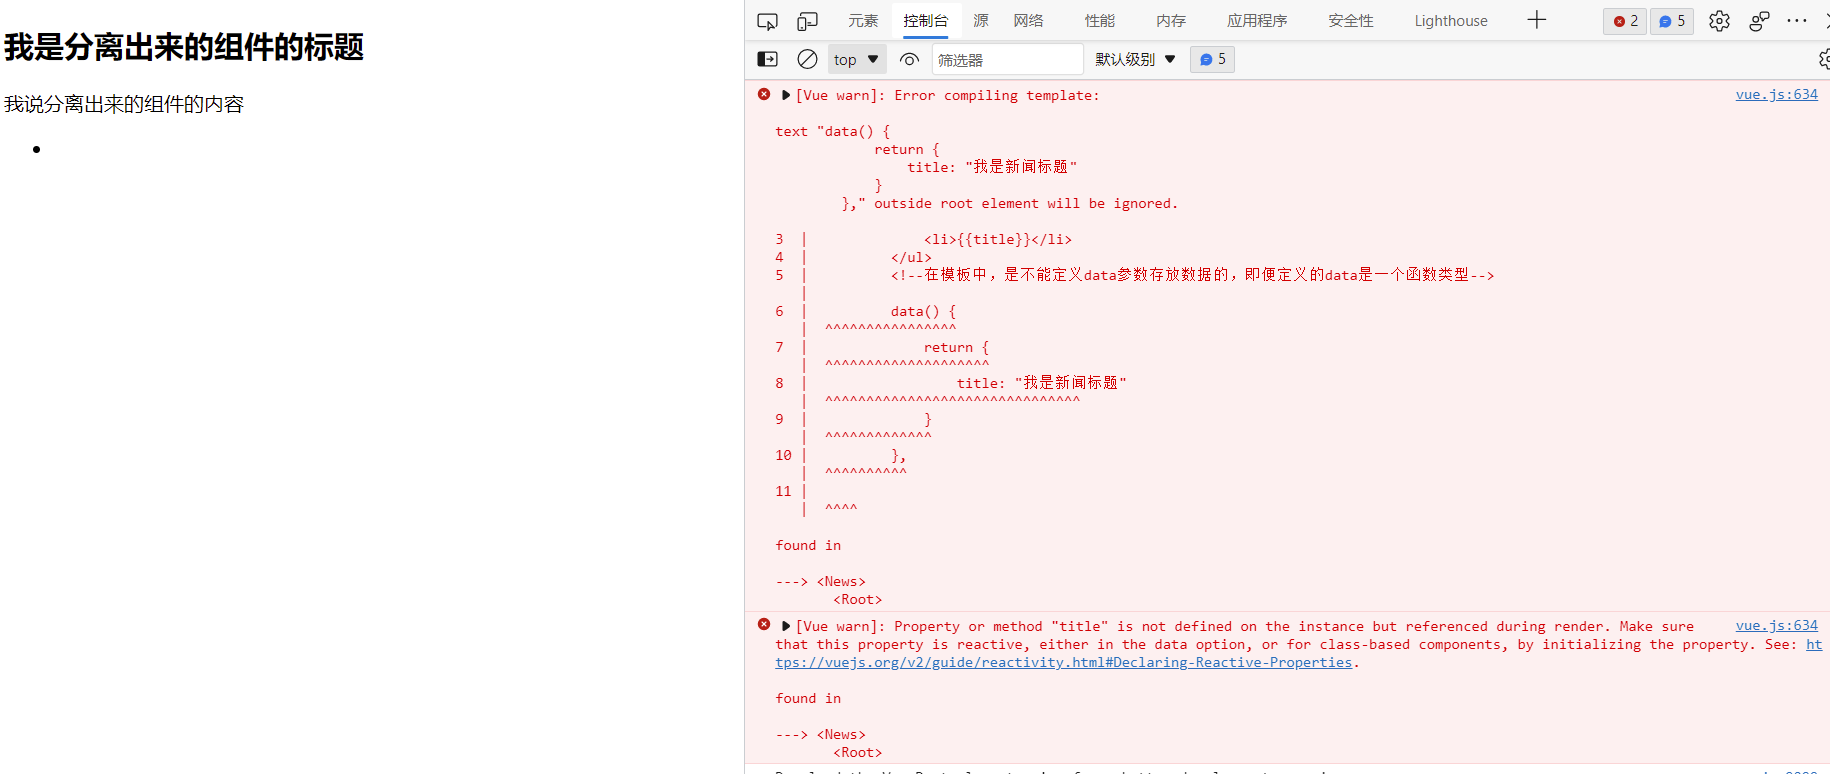 我是分离出来的组件的标题
我说分离出来的组件的内容
元素 控制台 源 网络 性能 内存 应用程序 安全性 Lighthouse 2 5
top 筛选器 默认级别 5
[Vue warn]: Error compiling template: vue.js:634
text "data() {
return {
title: "我是新闻标题"
}
}," outside root element will be ignored.
3 | <li>{{title}}</li>
4 | </ul>
5 | <!--在模板中，是不能定义data参数存放数据的，即便定义的data是一个函数类型-->
|
6 | data() {
| ^^^^^^^^^^^^^^^^
7 | return {
| ^^^^^^^^^^^^^^^^^^^^
8 | title: "我是新闻标题"
| ^^^^^^^^^^^^^^^^^^^^^^^^^^^^^^^
9 | }
| ^^^^^^^^^^^^^
10 | },
| ^^^^^^^^^^
11 |
| ^^^^
found in
---> <News>
<Root>
[Vue warn]: Property or method "title" is not defined on the instance but referenced during render. Make sure vue.js:634
that this property is reactive, either in the data option, or for class-based components, by initializing the property. See: ht
tps://vuejs.org/v2/guide/reactivity.html#Declaring-Reactive-Properties.
found in
---> <News>
<Root>